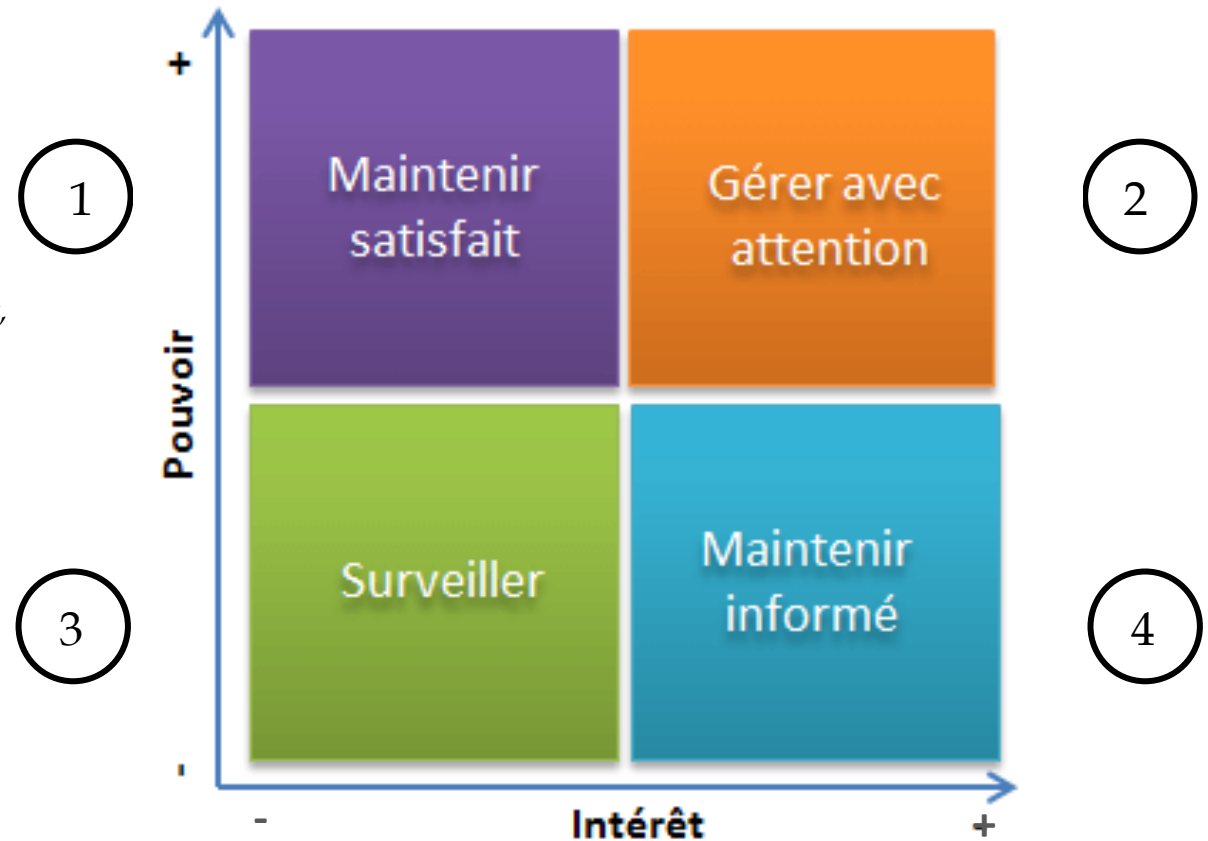 +
Maintenir
satisfait
Gérer avec
attention
1
2
,
Pouvoir
Surveiller
Maintenir
informé
3
4
-
-
Intérêt
+